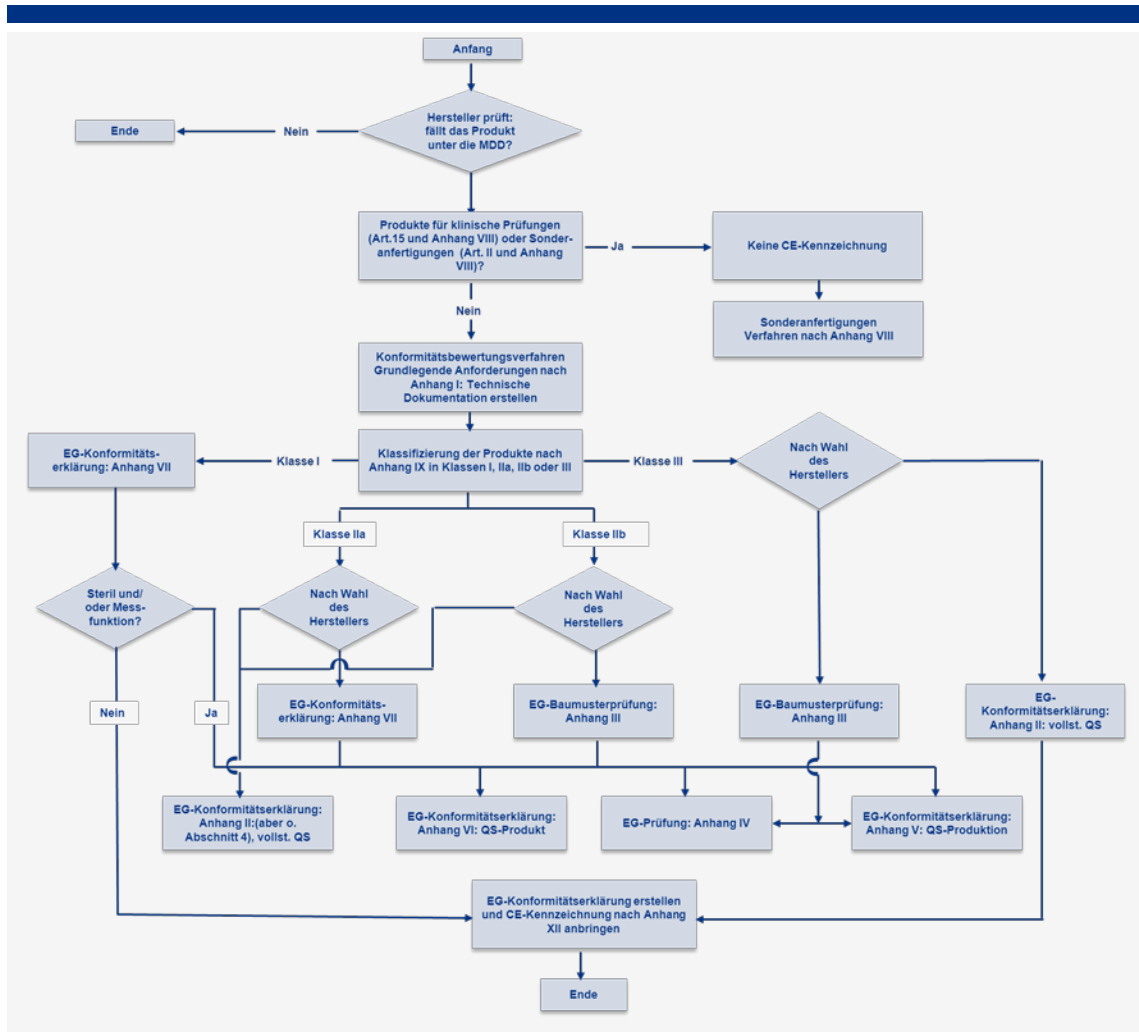 Anfang
Hersteller prüft:
fällt das Produkt
unter die MDD?
Nein
Ende
Produkte für klinische Prüfungen
(Art.15 und Anhang VIII) oder Sonder-
anfertigungen (Art. II und Anhang
VIII)?
Ja
Keine CE-Kennzeichnung
Nein
Sonderanfertigungen
Verfahren nach Anhang VIII
Konformitätsbewertungsverfahren
Grundlegende Anforderungen nach
Anhang I: Technische
Dokumentation erstellen
EG-Konformitäts-
erklärung: Anhang VII
Klasse I
Klassifizierung der Produkte nach
Anhang IX in Klassen I, IIa, IIb oder III
Klasse III
Nach Wahl
des
Herstellers
Klasse IIa
Klasse IIb
Steril und/
oder Mess-
funktion?
Nach Wahl
des
Herstellers
Nach Wahl
des
Herstellers
Nein
Ja
EG-Konformitäts-
erklärung: Anhang VII
EG-Baumusterprüfung:
Anhang III
EG-Baumusterprüfung:
Anhang III
EG-
Konformitätserklärung:
Anhang II: vollst. QS
EG-Konformitätserklärung:
Anhang II:(aber o.
Abschnitt 4), vollst. QS
EG-Konformitätserklärung:
Anhang VI: QS-Produkt
EG-Prüfung: Anhang IV
EG-Konformitätserklärung:
Anhang V: QS-Produktion
EG-Konformitätserklärung erstellen
und CE-Kennzeichnung nach Anhang
XII anbringen
Ende